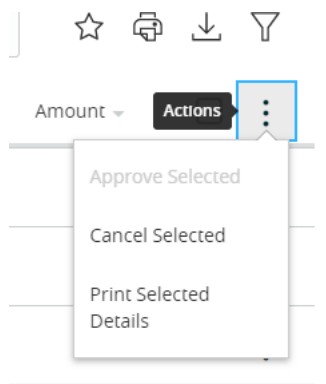 Amount
Actions
Approve Selected
Cancel Selected
Print Selected
Details